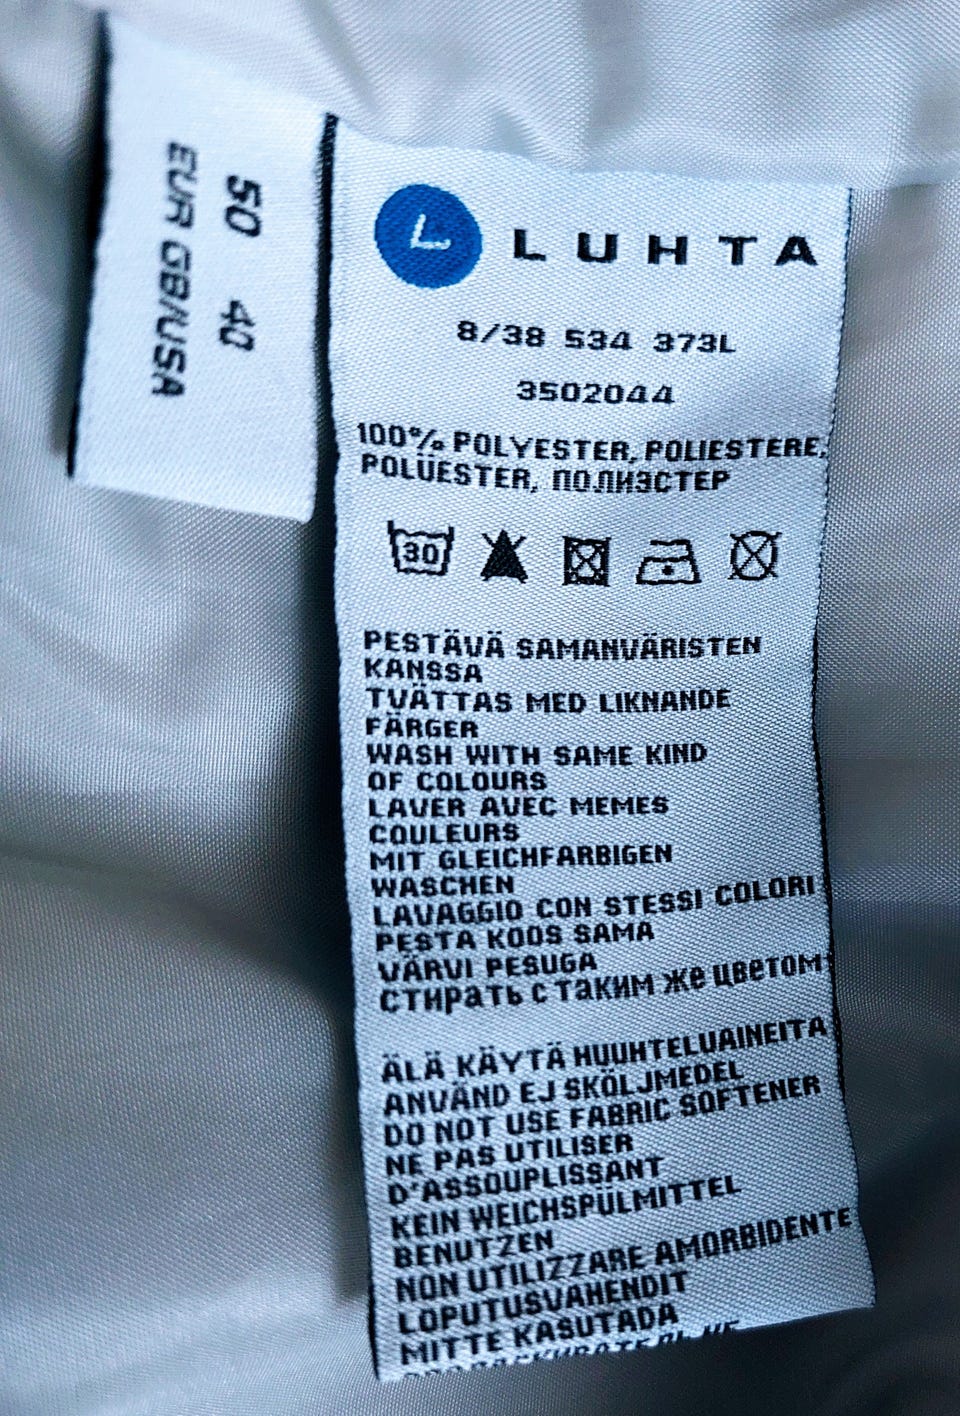 50 40
EUR GB/USA
L LUHTA
8/38 534 373L
3502044
100% POLYESTER, POLIESTERE,
POLÜESTER, ПОЛИЭСТЕР
30
PESTÄVÄ SAMANVÄRISTEN
KANSSA
TVÄTTAS MED LIKNANDE
FÄRGER
WASH WITH SAME KIND
OF COLOURS
LAVER AVEC MEMES
COULEURS
MIT GLEICHFARBIGEN
WASCHEN
LAVAGGIO CON STESSI COLORI
PESTA KOOS SAMA
VÄRVI PESUGA
стирать с таким же цветом
ÄLÄ KÄYTÄ HUUHTELUAINEITA
ANVÄND EJ SKÖLJMEDEL
DO NOT USE FABRIC SOFTENER
NE PAS UTILISER
D'ASSOUPLISSANT
KEIN WEICHSPÜLMITTEL
BENUTZEN
NON UTILIZZARE AMORBIDENTE
LOPUTUSVAHENDIT
MITTE KASUTADA